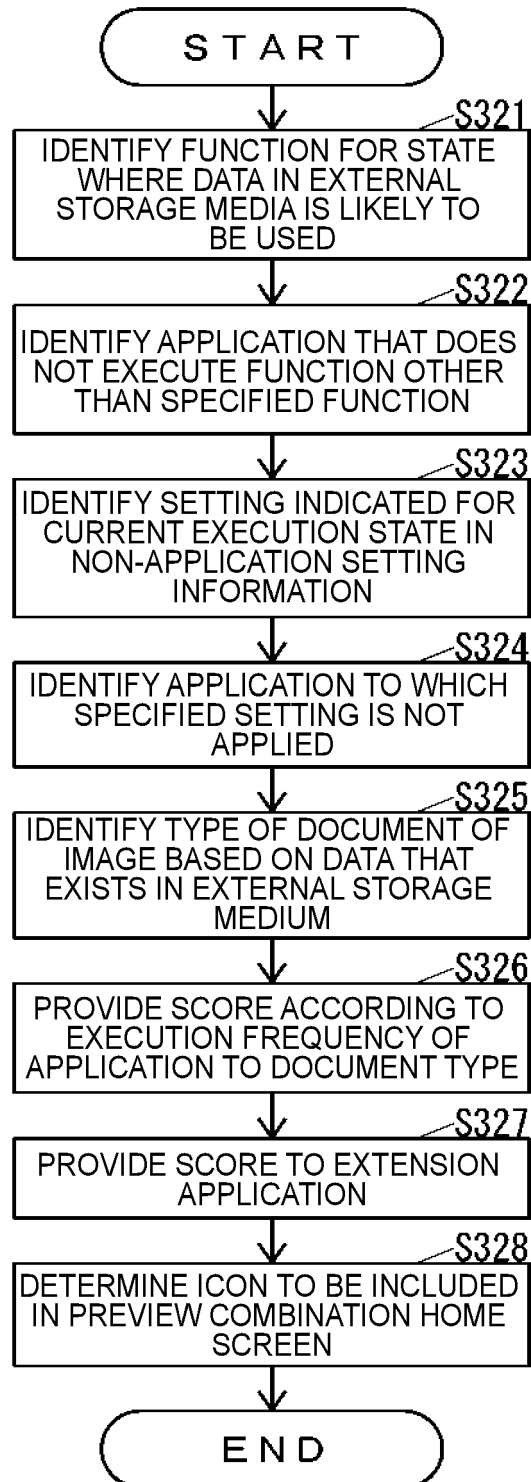 START
S321
IDENTIFY FUNCTION FOR STATE
WHERE DATA IN EXTERNAL
STORAGE MEDIA IS LIKELY TO
BE USED
S322
IDENTIFY APPLICATION THAT DOES
NOT EXECUTE FUNCTION OTHER
THAN SPECIFIED FUNCTION
S323
IDENTIFY SETTING INDICATED FOR
CURRENT EXECUTION STATE IN
NON-APPLICATION SETTING
INFORMATION
S324
IDENTIFY APPLICATION TO WHICH
SPECIFIED SETTING IS NOT
APPLIED
S325
IDENTIFY TYPE OF DOCUMENT OF
IMAGE BASED ON DATA THAT
EXISTS IN EXTERNAL STORAGE
MEDIUM
S326
PROVIDE SCORE ACCORDING TO
EXECUTION FREQUENCY OF
APPLICATION TO DOCUMENT TYPE
S327
PROVIDE SCORE TO EXTENSION
APPLICATION
S328
DETERMINE ICON TO BE INCLUDED
IN PREVIEW COMBINATION HOME
SCREEN
END